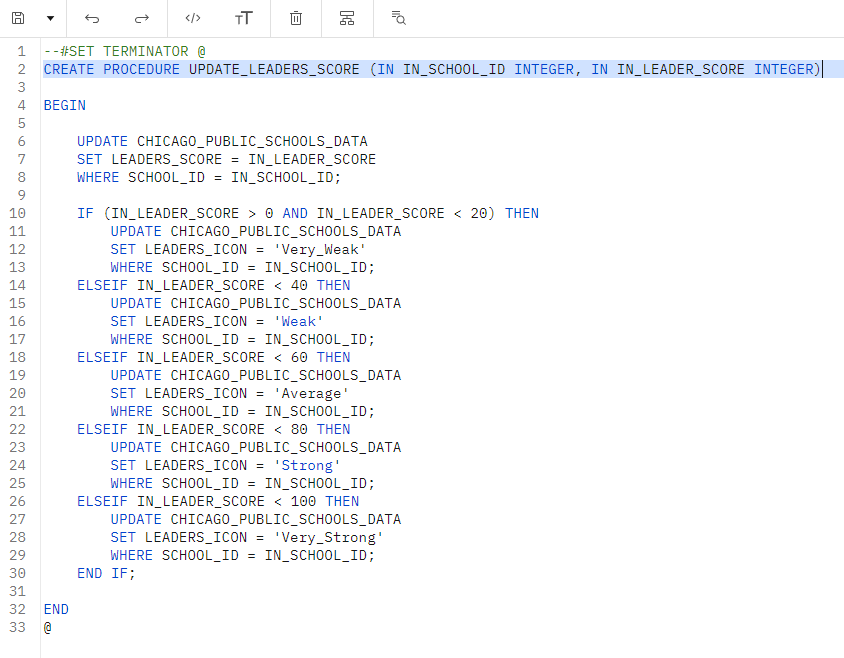 </> TT
1 --#SET TERMINATOR @
2 CREATE PROCEDURE UPDATE_LEADERS_SCORE (IN IN_SCHOOL_ID INTEGER, IN IN_LEADER_SCORE INTEGER)
3
4 BEGIN
5
6 UPDATE CHICAGO_PUBLIC_SCHOOLS_DATA
7 SET LEADERS_SCORE = IN_LEADER_SCORE
8 WHERE SCHOOL_ID = IN_SCHOOL_ID;
9
10 IF (IN_LEADER_SCORE > 0 AND IN_LEADER_SCORE < 20) THEN
11 UPDATE CHICAGO_PUBLIC_SCHOOLS_DATA
12 SET LEADERS_ICON = 'Very_Weak'
13 WHERE SCHOOL_ID = IN_SCHOOL_ID;
14 ELSEIF IN_LEADER_SCORE < 40 THEN
15 UPDATE CHICAGO_PUBLIC_SCHOOLS_DATA
16 SET LEADERS_ICON = 'Weak'
17 WHERE SCHOOL_ID = IN_SCHOOL_ID;
18 ELSEIF IN_LEADER_SCORE < 60 THEN
19 UPDATE CHICAGO_PUBLIC_SCHOOLS_DATA
20 SET LEADERS_ICON = 'Average'
21 WHERE SCHOOL_ID = IN_SCHOOL_ID;
22 ELSEIF IN_LEADER_SCORE < 80 THEN
23 UPDATE CHICAGO_PUBLIC_SCHOOLS_DATA
24 SET LEADERS_ICON = 'Strong'
25 WHERE SCHOOL_ID = IN_SCHOOL_ID;
26 ELSEIF IN_LEADER_SCORE < 100 THEN
27 UPDATE CHICAGO_PUBLIC_SCHOOLS_DATA
28 SET LEADERS_ICON = 'Very_Strong'
29 WHERE SCHOOL_ID = IN_SCHOOL_ID;
30 END IF;
31
32 END
33 @